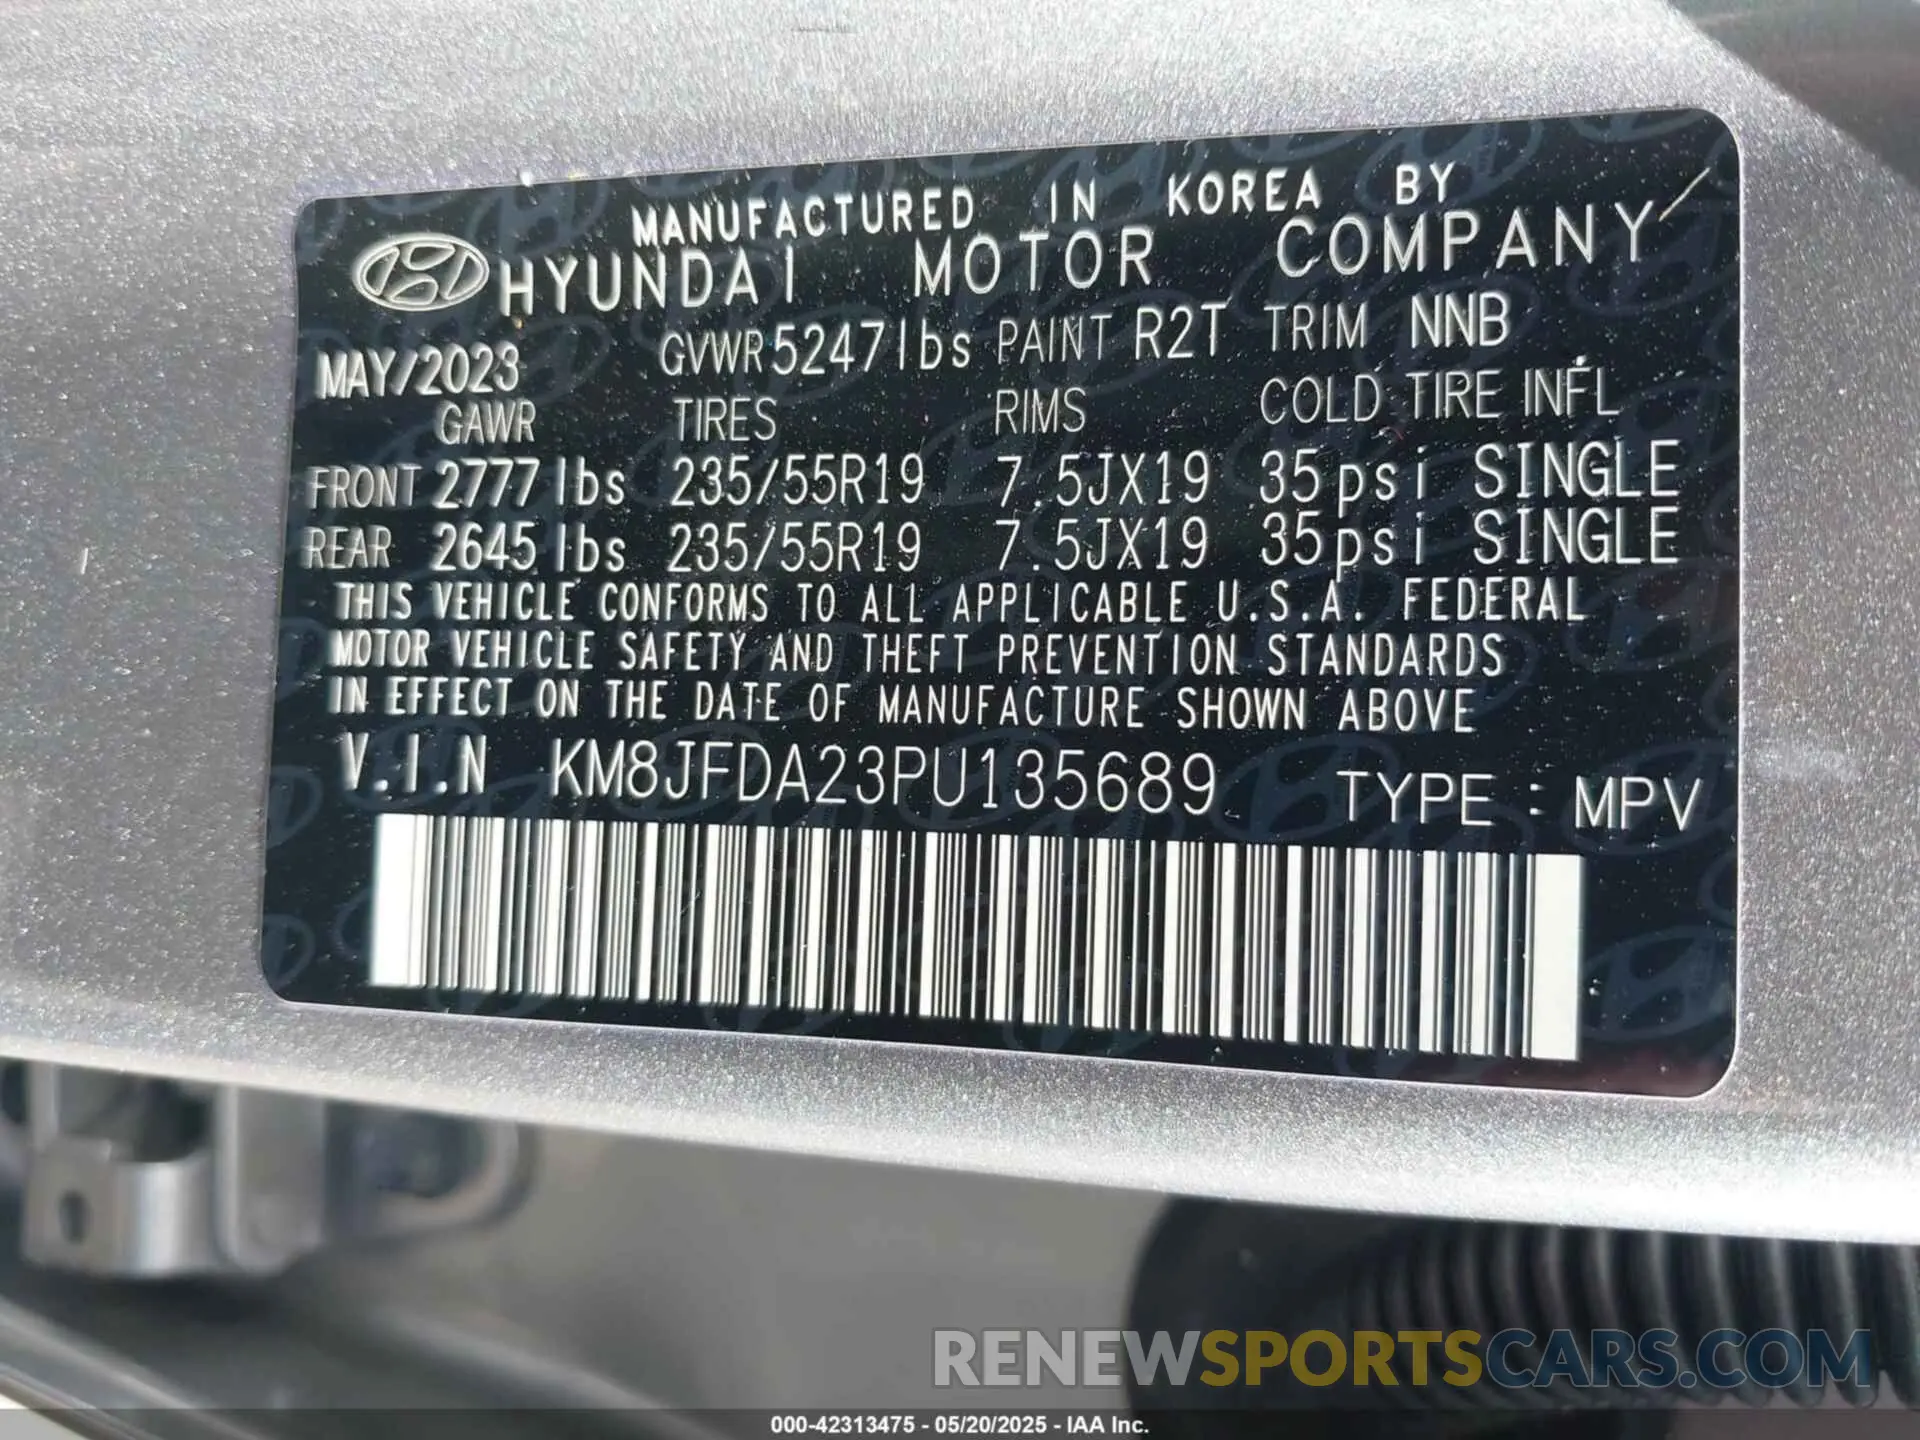 MANUFACTURED IN KOREA BY
HYUNDAI MOTOR COMPANY
MAY/2023 GVWR 5247lbs PAINT R2T TRIM NNB
GAWR TIRES RIMS COLD TIRE INFL
FRONT 2777lbs 235/55R19 7.5JX19 35psi SINGLE
REAR 2645lbs 235/55R19 7.5JX19 35psi SINGLE
THIS VEHICLE CONFORMS TO ALL APPLICABLE U.S.A. FEDERAL
MOTOR VEHICLE SAFETY AND THEFT PREVENTION STANDARDS
IN EFFECT ON THE DATE OF MANUFACTURE SHOWN ABOVE
V.I.N KM8JFDA23PU135689 TYPE : MPV
RENEWSPORTSCARS.COM
000-42313475 - 05/20/2025 - IAA Inc.